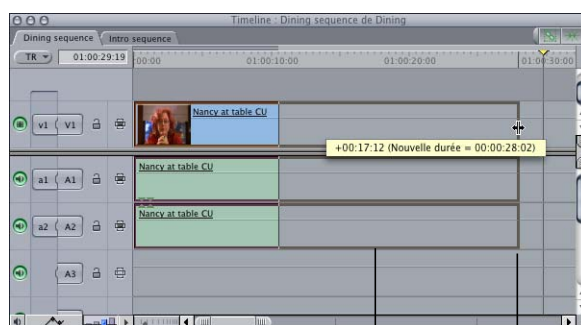 Timeline : Dining sequence de Dining
Dining sequence Intro sequence
TR 01:00:29:19 :00:00 01:00:10:00 01:00:20:00 01:00:30:00
v1 V1 Nancy at table CU
+00:17:12 (Nouvelle durée = 00:00:28:02)
a1 A1 Nancy at table CU
a2 A2 Nancy at table CU
A3